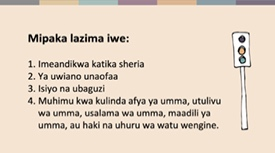 Mipaka lazima iwe:
1. Imeandikwa katika sheria
2. Ya uwiano unaofaa
3. Isiyo na ubaguzi
4. Muhimu kwa kulinda afya ya umma, utulivu
wa umma, usalama wa umma, maadili ya
umma, au haki na uhuru wa watu wengine.